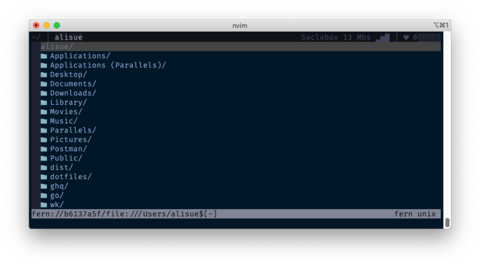 nvim
⌥⌘1
~/ | alisue
Saclabox 13 Mbs | ♥ 0
alisue/
Applications/
Applications (Parallels)/
Desktop/
Documents/
Downloads/
Library/
Movies/
Music/
Parallels/
Pictures/
Postman/
Public/
dist/
dotfiles/
ghq/
go/
wk/
fern://b6137a5f/file:///Users/alisue$[-]
fern unix